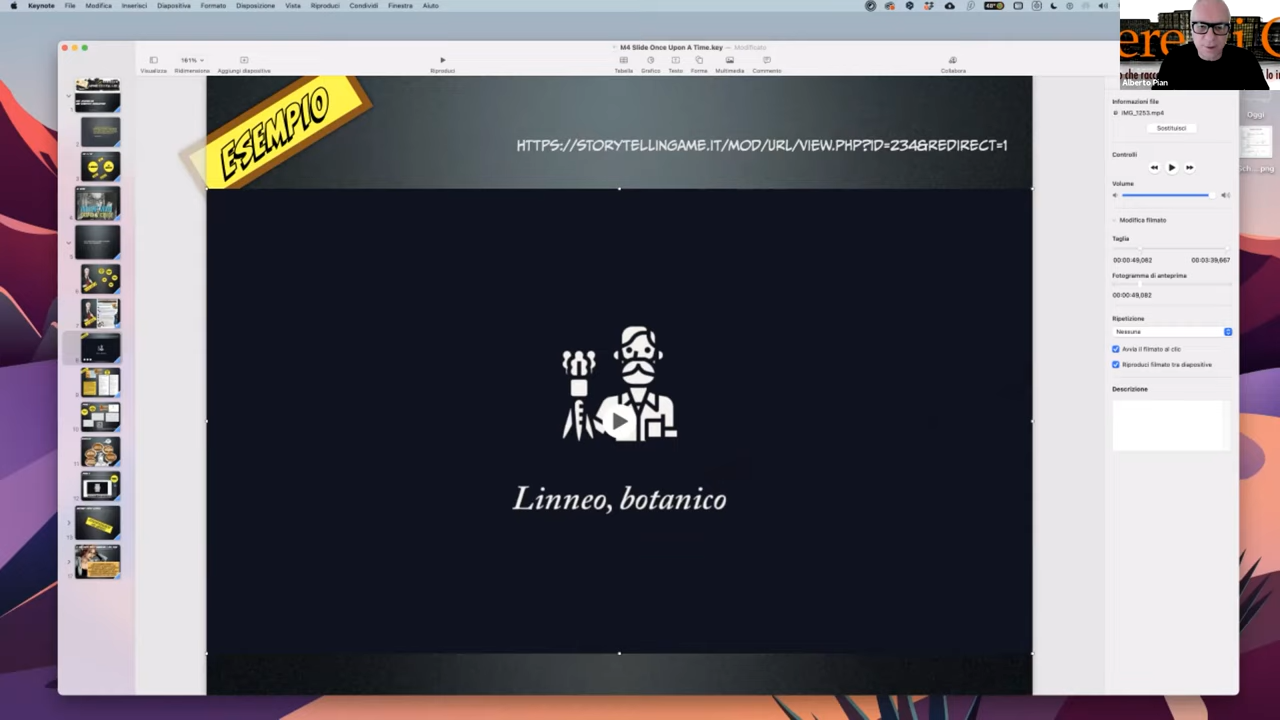 Keynote File Modifica Inserisci Diapositiva Formato Disposizione Vista Riproduci Condividi Finestra Aiuto
M4 Slide Once Upon A Time.key — Modificato
161%
Visualizza Ridimensiona Aggiungi diapositiva Riproduci Tabella Grafico Testo Forma Multimedia Commento Collabora
Alberto Pian
ESEMPIO
HTTPS://STORYTELLINGAME.IT/MOD/URL/VIEW.PHP?ID=234&REDIRECT=1
Linneo, botanico
Informazioni file
IMG_1253.mp4
Sostituisci
Controlli
Volume
Modifica filmato
Taglia
00:00:49,082 00:03:39,667
Fotogramma di anteprima
00:00:49,082
Ripetizione
Nessuna
Avvia il filmato al clic
Riproduci filmato tra diapositive
Descrizione
Oggi